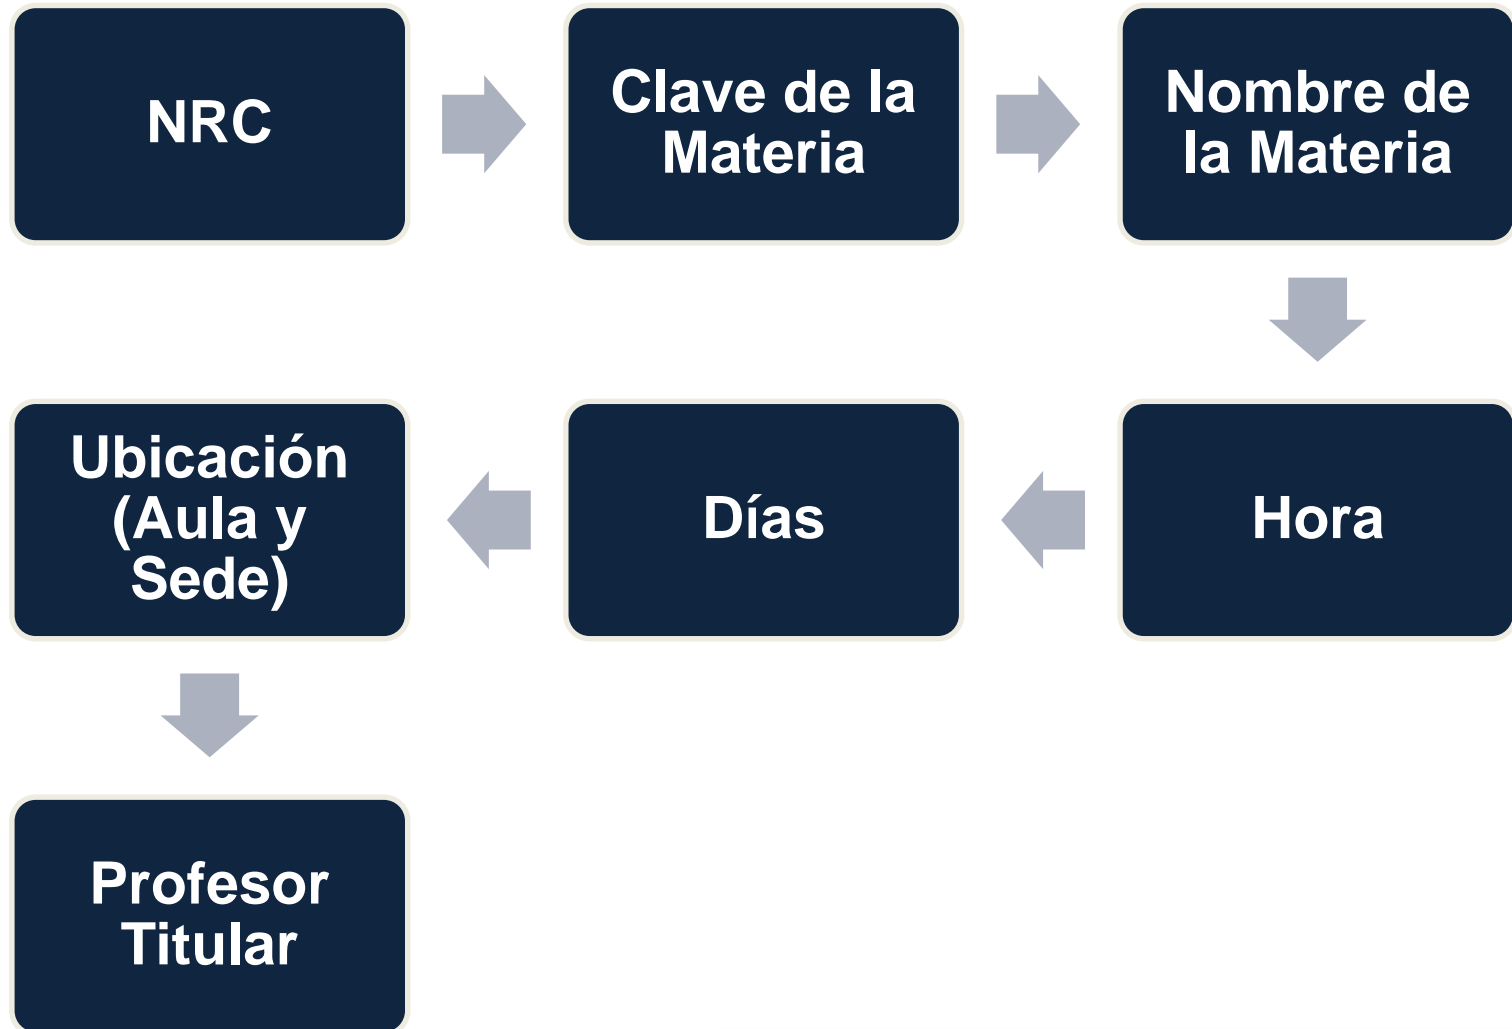 NRC
Clave de la
Materia
Nombre de
la Materia
Hora
Días
Ubicación
(Aula y
Sede)
Profesor
Titular